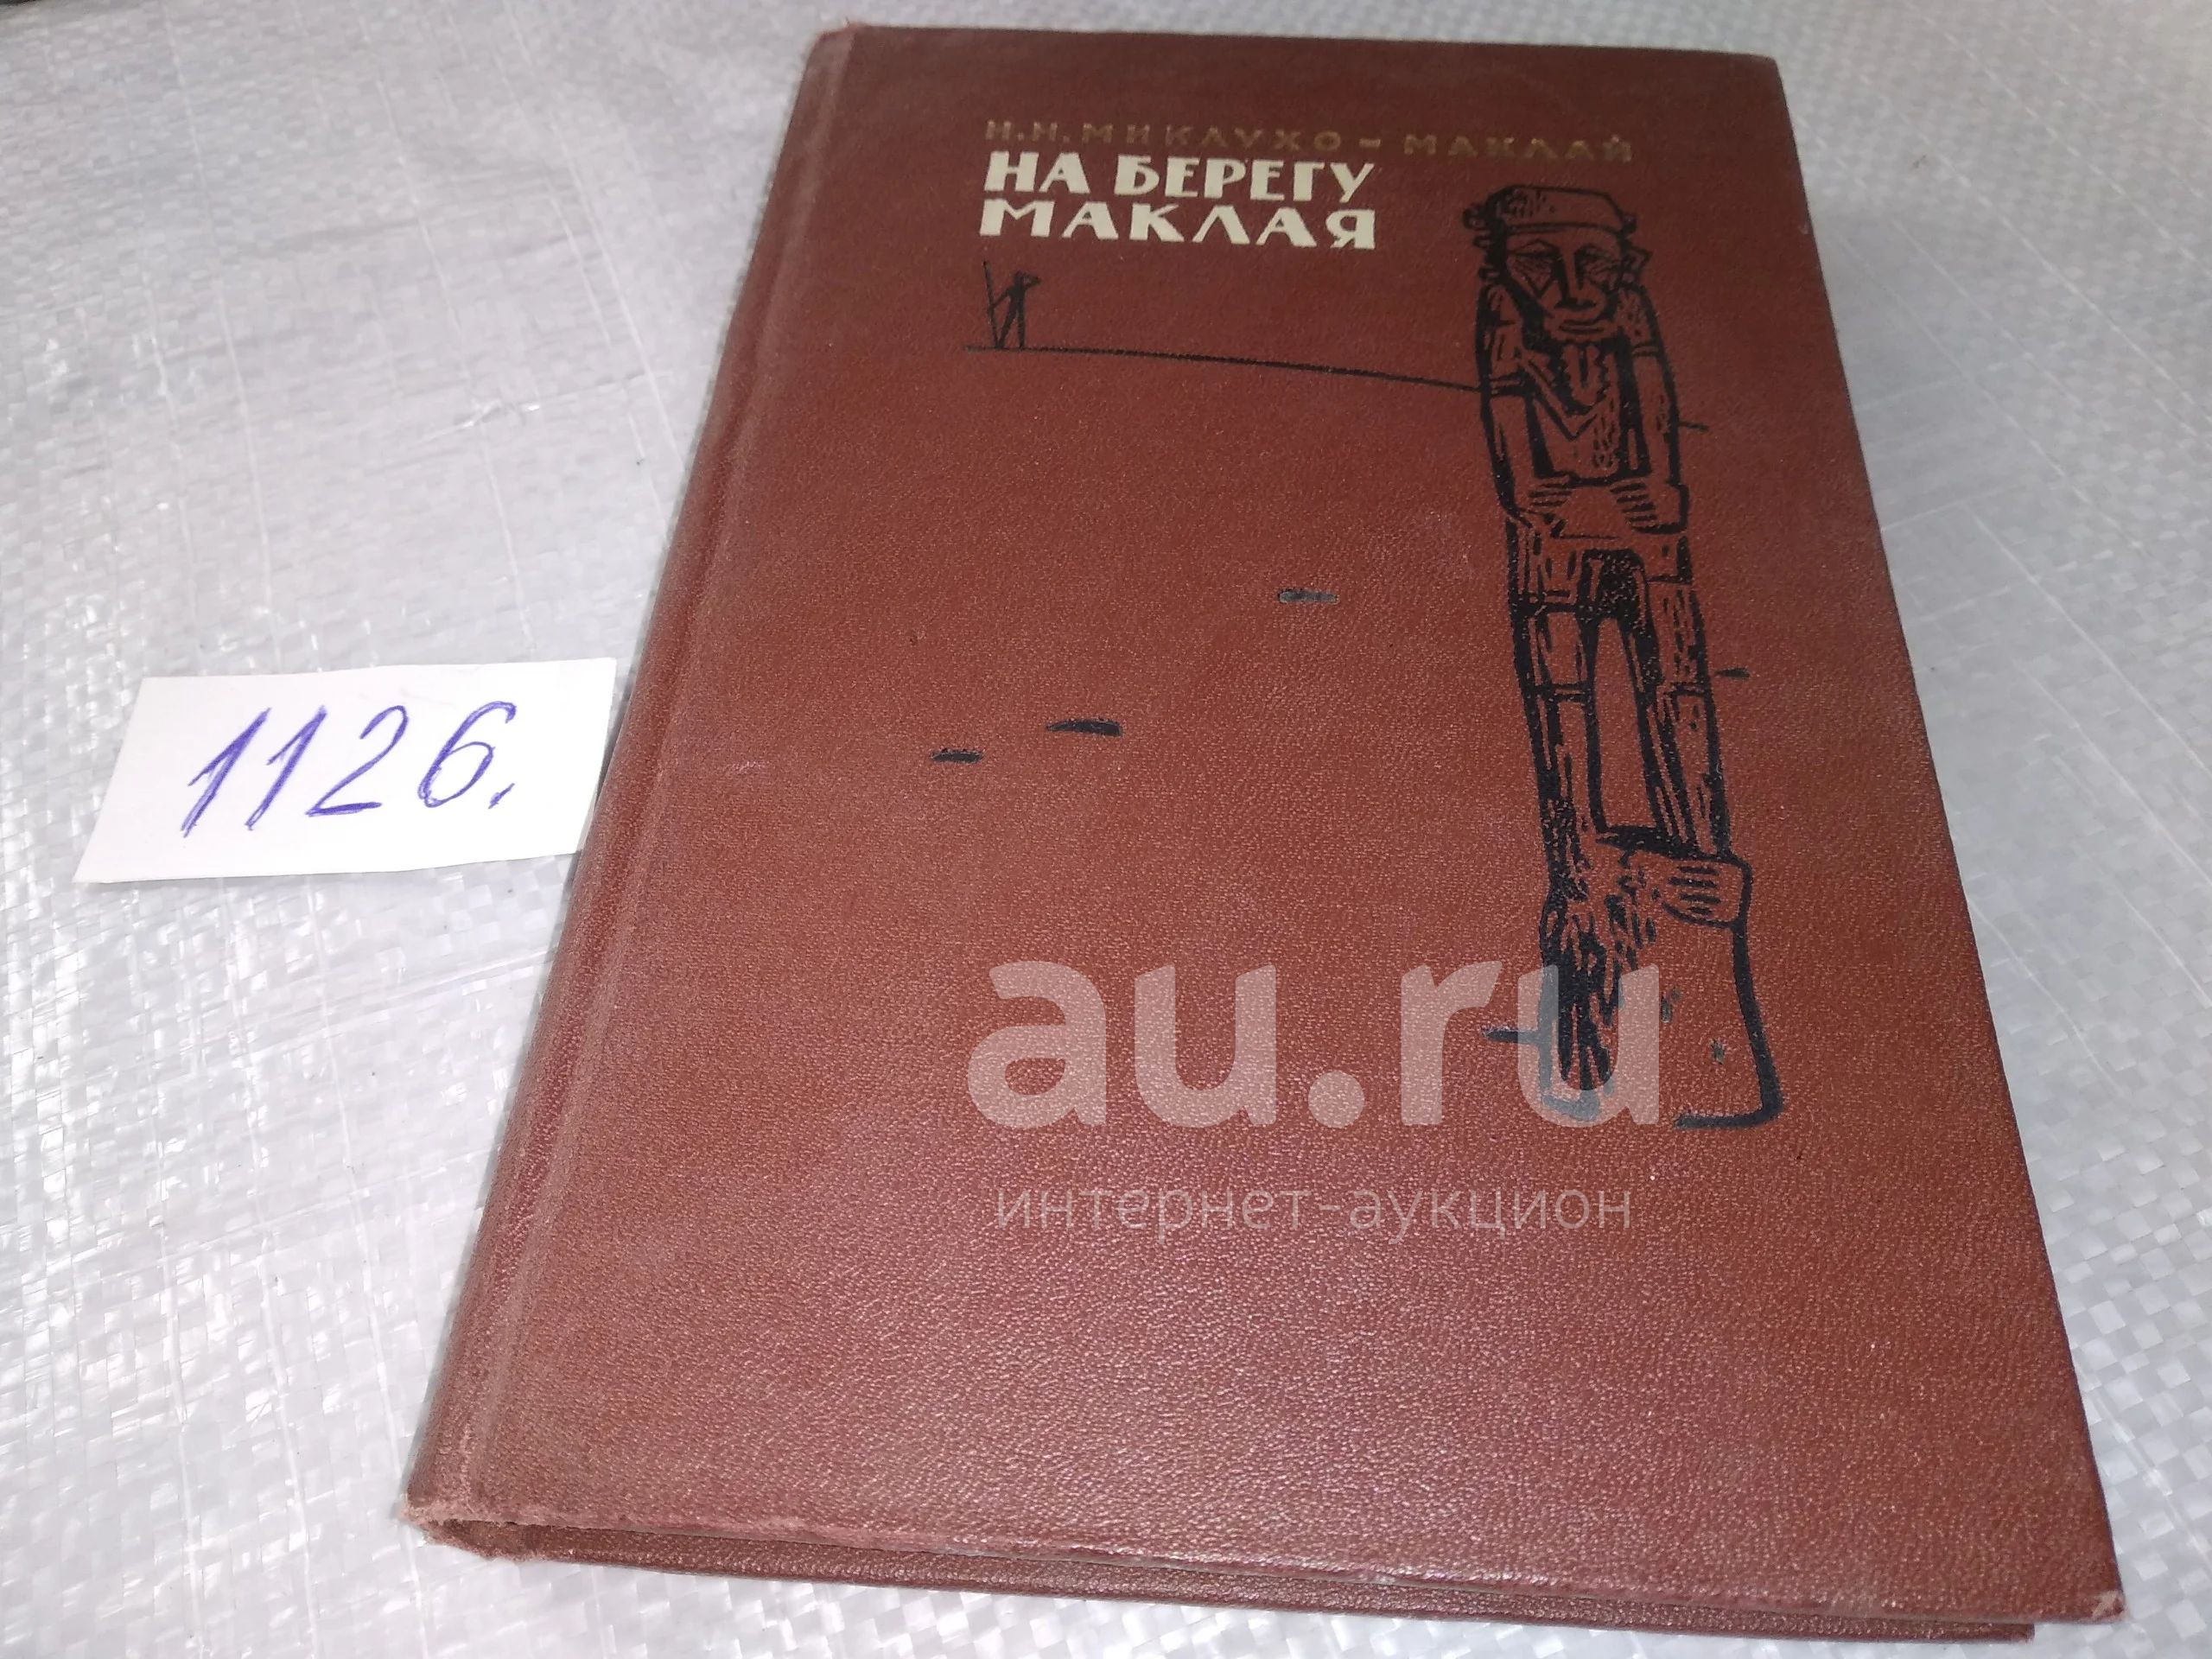 Н.Н. МИКЛУХО-МАКЛАЙ
НА БЕРЕГУ
МАКЛАЯ
1126.
au.ru
интернет-аукцион